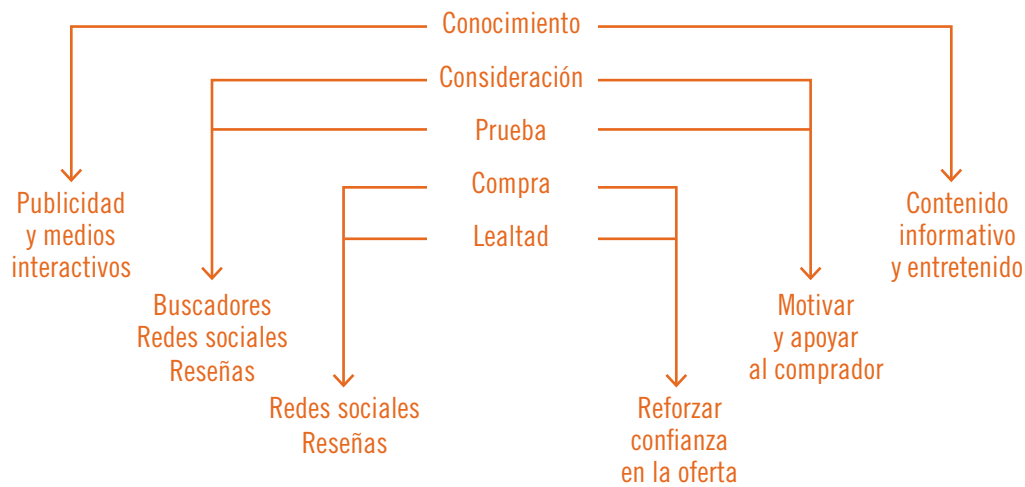 Conocimiento
Consideración
Prueba
Compra
Lealtad
Publicidad
y medios
interactivos
Buscadores
Redes sociales
Reseñas
Redes sociales
Reseñas
Reforzar
confianza
en la oferta
Motivar
y apoyar
al comprador
Contenido
informativo
y entretenido